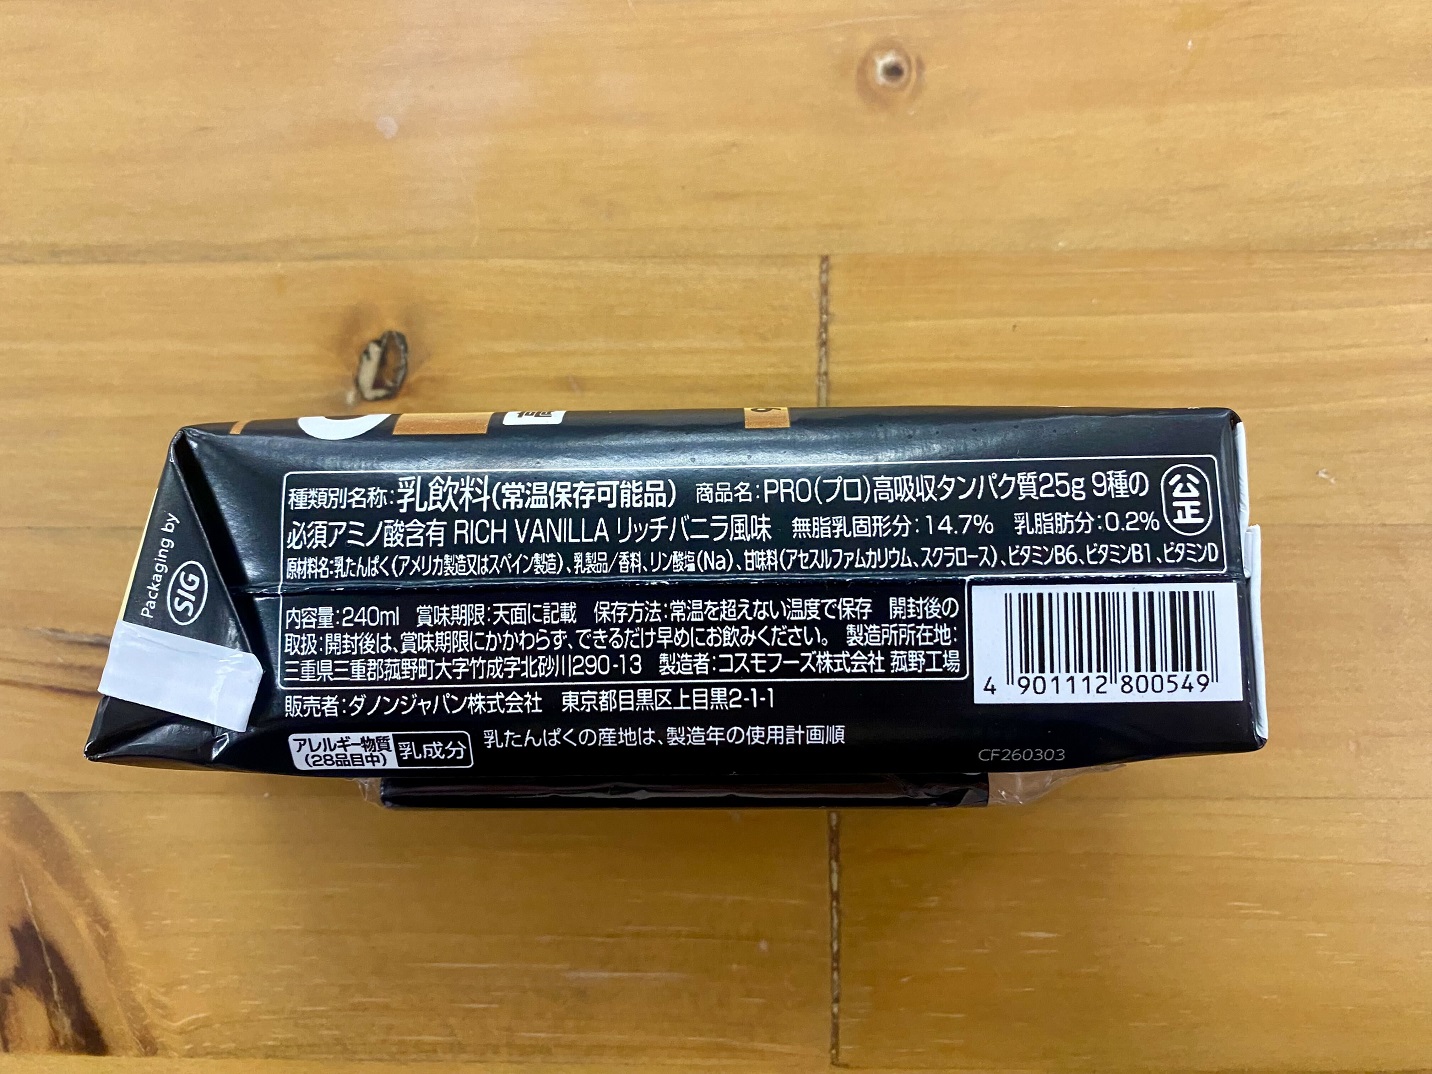 種類別名称:乳飲料(常温保存可能品) 商品名:PRO(プロ)高吸収タンパク質25g 9種の
必須アミノ酸含有 RICH VANILLA リッチバニラ風味 無脂乳固形分:14.7% 乳脂肪分:0.2%
公正
原材料名:乳たんぱく(アメリカ製造又はスペイン製造)、乳製品/香料、リン酸塩(Na)、甘味料(アセスルファムカリウム、スクラロース)、ビタミンB6、ビタミンB1、ビタミンD
内容量:240ml 賞味期限:天面に記載 保存方法:常温を超えない温度で保存 開封後の
取扱:開封後は、賞味期限にかかわらず、できるだけ早めにお飲みください。 製造所所在地:
三重県三重郡菰野町大字竹成字北砂川290-13 製造者:コスモフーズ株式会社 菰野工場
販売者:ダノンジャパン株式会社 東京都目黒区上目黒2-1-1
アレルギー物質
(28品目中)
乳成分
乳たんぱくの産地は、製造年の使用計画順
4 901112 800549
CF260303
Packaging by
SIG